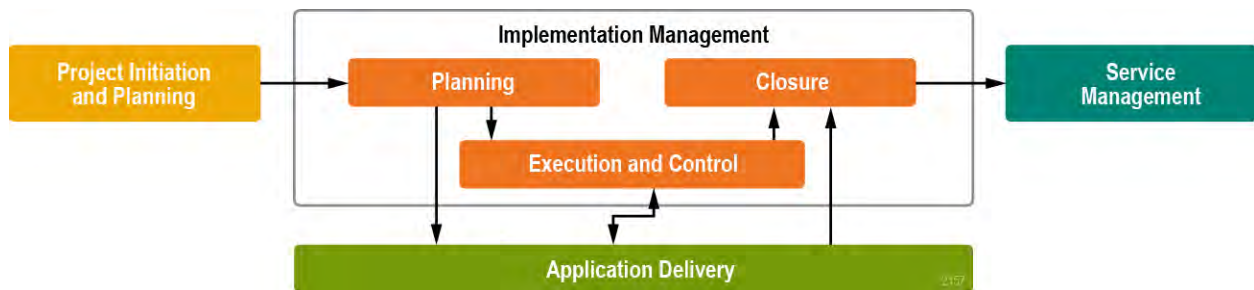 Implementation Management
Project Initiation
and Planning
Planning
Closure
Service
Management
Execution and Control
Application Delivery
2157